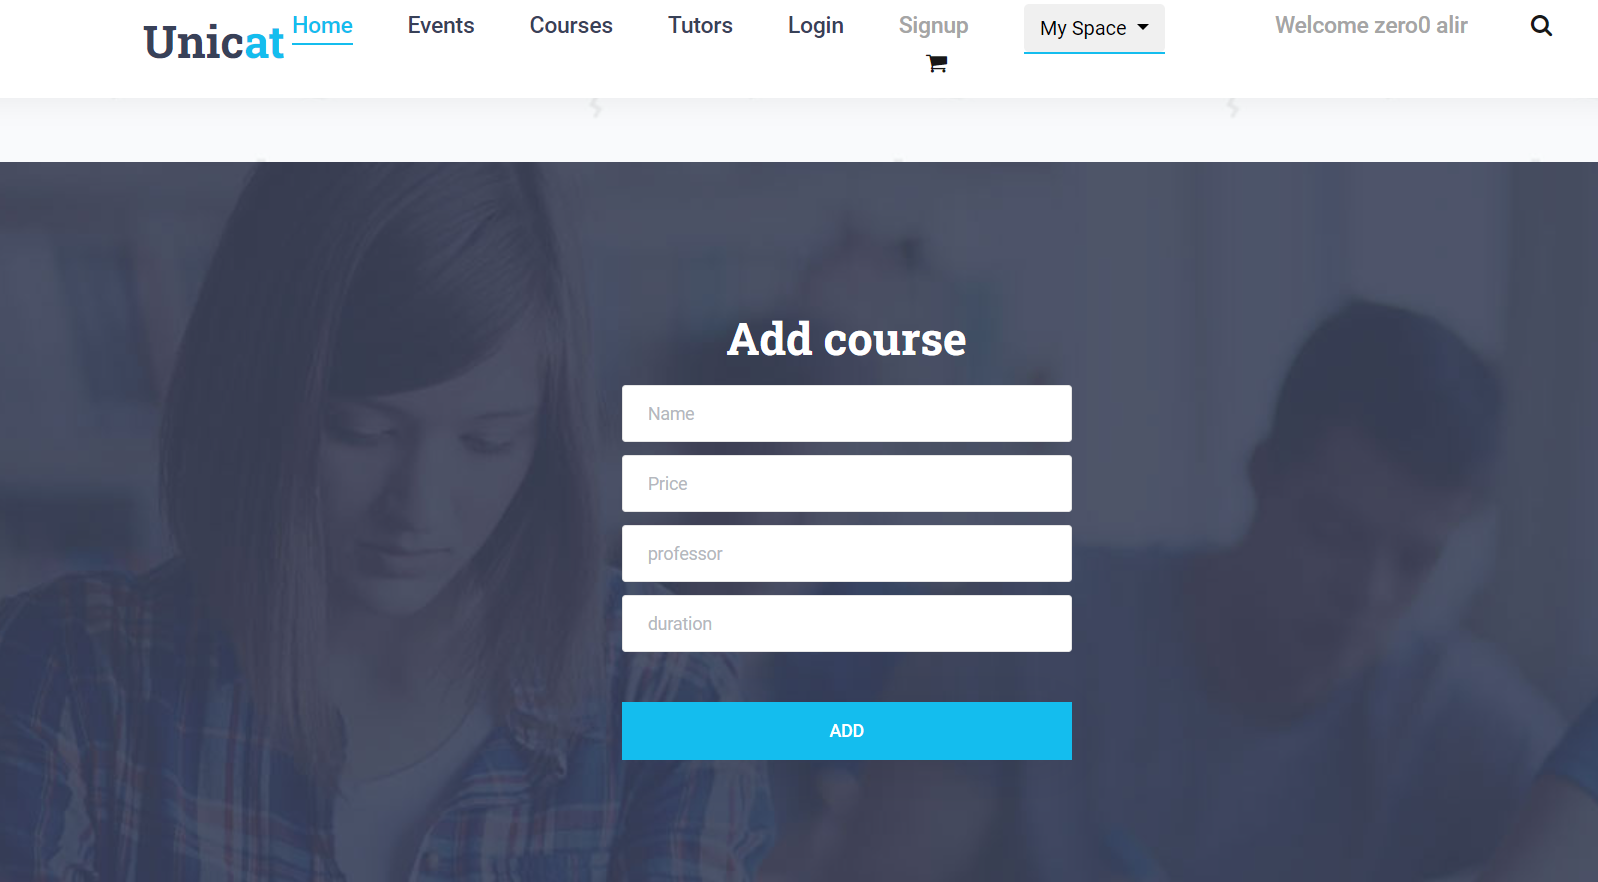 Unicat
Home Events Courses Tutors Login Signup My Space Welcome zero0 alir
Add course
Name
Price
professor
duration
ADD